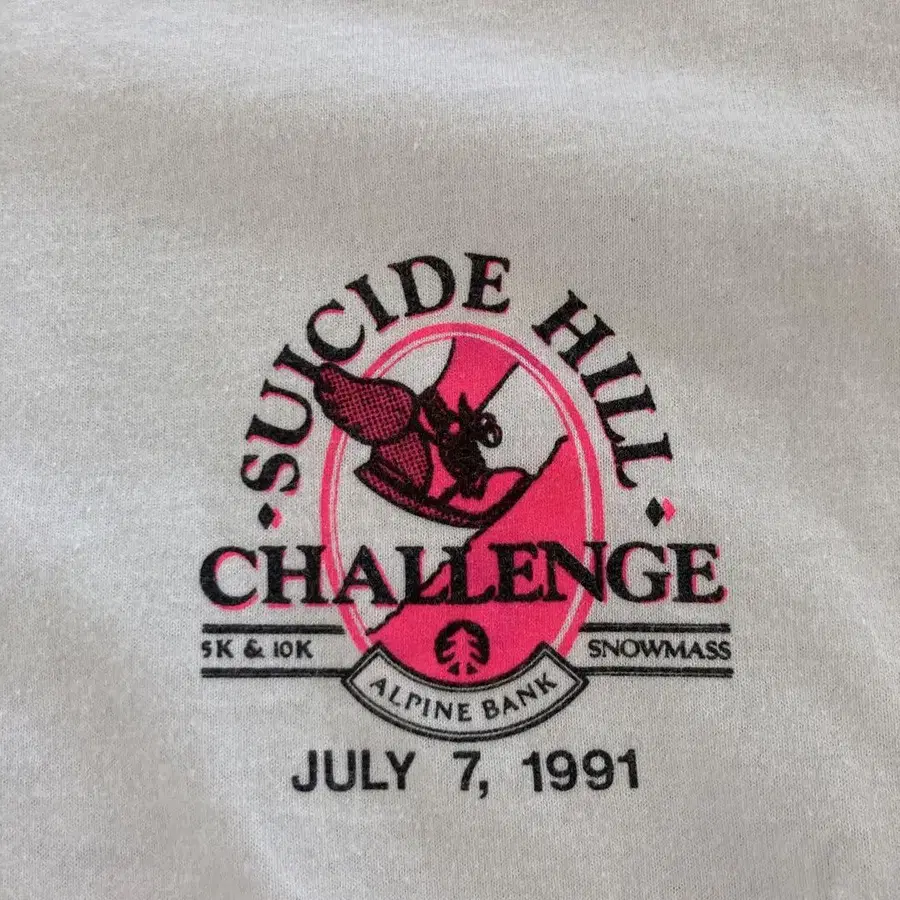 SUICIDE HILL
CHALLENGE
5K & 10K
SNOWMASS
ALPINE BANK
JULY 7, 1991